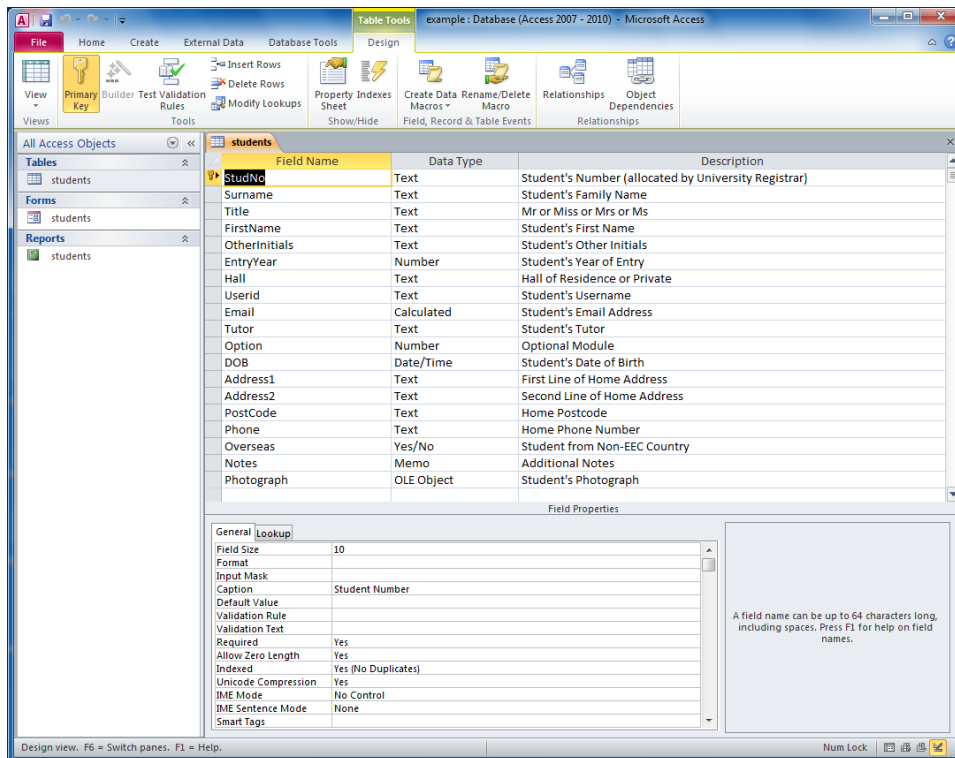 Table Tools example : Database (Access 2007 - 2010) - Microsoft Access
File Home Create External Data Database Tools Design
View
Primary Key
Builder
Test Validation Rules
Insert Rows
Delete Rows
Modify Lookups
Property Sheet
Indexes
Create Data Macros
Rename/Delete Macro
Relationships
Object Dependencies
Views Tools Show/Hide Field, Record & Table Events Relationships
All Access Objects
Tables
students
Forms
students
Reports
students
students
Field Name Data Type Description
StudNo Text Student's Number (allocated by University Registrar)
Surname Text Student's Family Name
Title Text Mr or Miss or Mrs or Ms
FirstName Text Student's First Name
OtherInitials Text Student's Other Initials
EntryYear Number Student's Year of Entry
Hall Text Hall of Residence or Private
Userid Text Student's Username
Email Calculated Student's Email Address
Tutor Text Student's Tutor
Option Number Optional Module
DOB Date/Time Student's Date of Birth
Address1 Text First Line of Home Address
Address2 Text Second Line of Home Address
PostCode Text Home Postcode
Phone Text Home Phone Number
Overseas Yes/No Student from Non-EEC Country
Notes Memo Additional Notes
Photograph OLE Object Student's Photograph
Field Properties
General Lookup
Field Size 10
Format
Input Mask
Caption Student Number
Default Value
Validation Rule
Validation Text
Required Yes
Allow Zero Length Yes
Indexed Yes (No Duplicates)
Unicode Compression Yes
IME Mode No Control
IME Sentence Mode None
Smart Tags
A field name can be up to 64 characters long,
including spaces. Press F1 for help on field
names.
Design view. F6 = Switch panes. F1 = Help. Num Lock